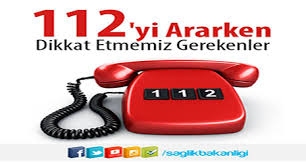 112'yi Ararken
Dikkat Etmemiz Gerekenler
112
/saglikbakanligi